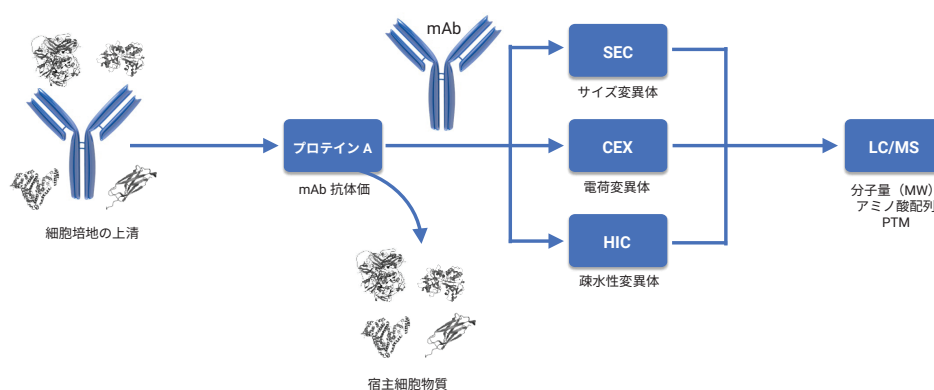 mAb
細胞培地の上清
プロテイン A
mAb 抗体価
宿主細胞物質
SEC
サイズ変異体
CEX
電荷変異体
HIC
疎水性変異体
LC/MS
分子量（MW）
アミノ酸配列
PTM